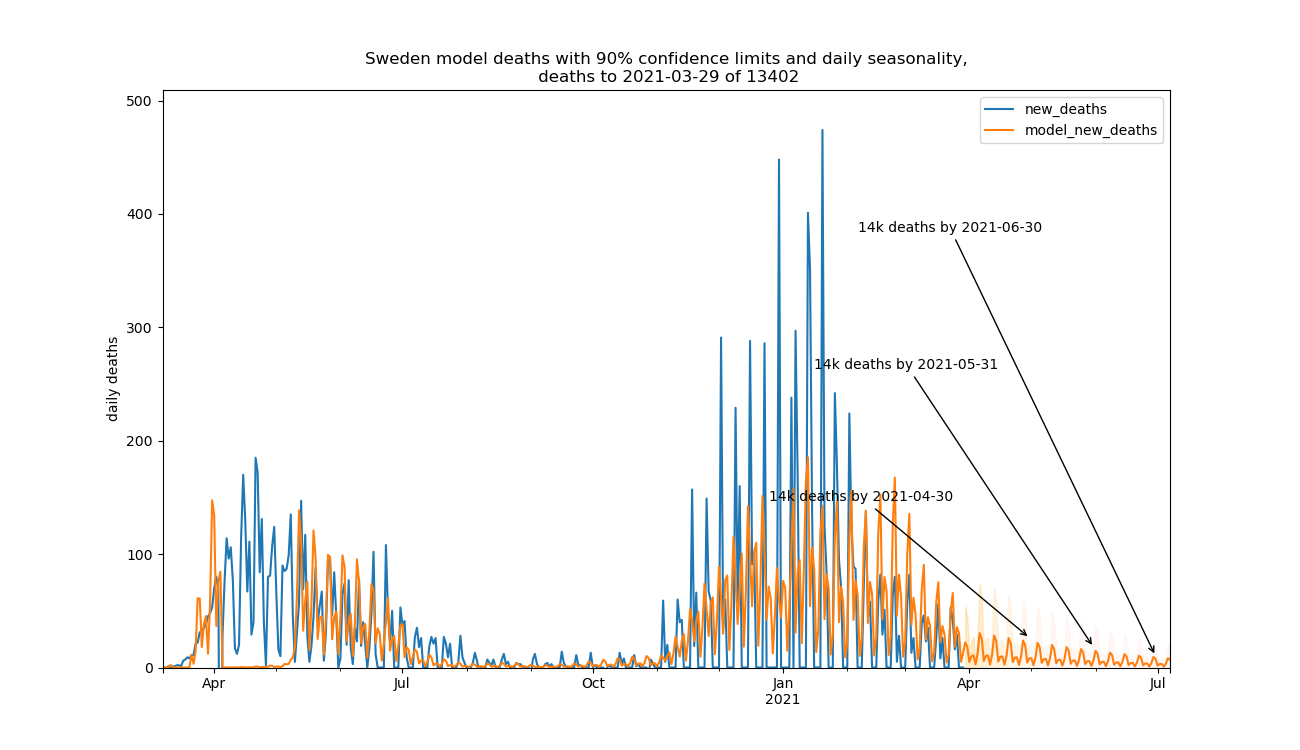 Sweden model deaths with 90% confidence limits and daily seasonality,
deaths to 2021-03-29 of 13402
500
new_deaths
model_new_deaths
400
14k deaths by 2021-06-30
300
14k deaths by 2021-05-31
daily deaths
200
14k deaths by 2021-04-30
100
0
Apr
Jul
Oct
Jan
2021
Apr
Jul